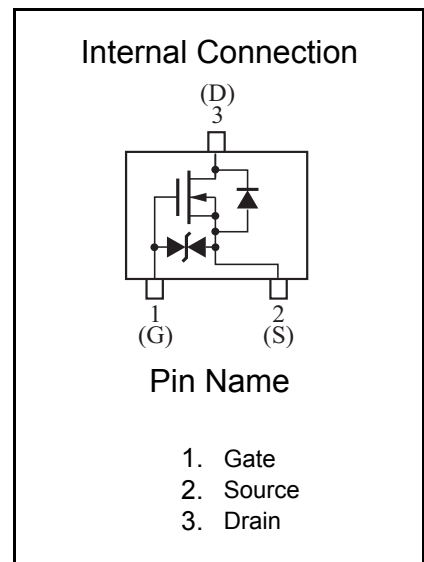 Internal Connection
(D)
3
1 2
(G) (S)
Pin Name
1. Gate
2. Source
3. Drain